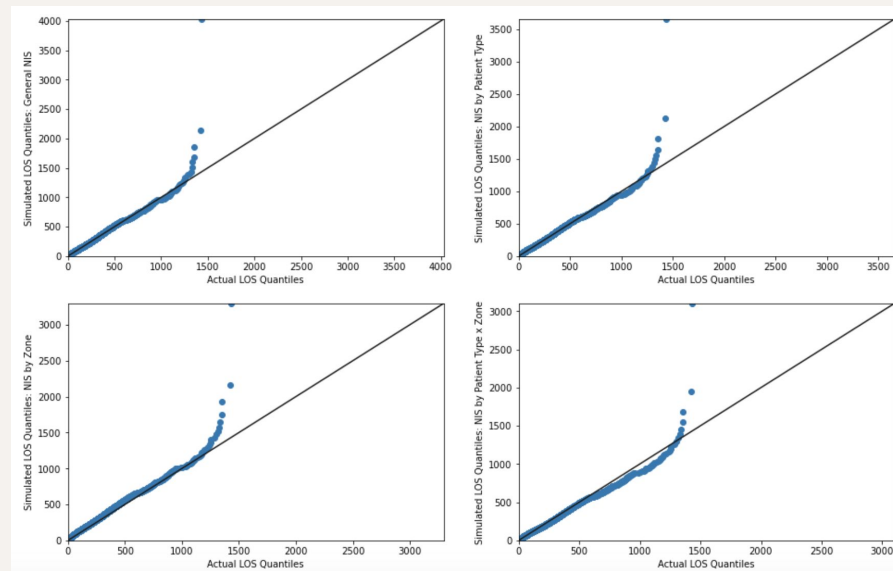 Simulated LOS Quantiles: General NIS
4000
3500
3000
2500
2000
1500
1000
500
0
0 500 1000 1500 2000 2500 3000 3500 4000
Actual LOS Quantiles
Simulated LOS Quantiles: NIS by Patient Type
3500
3000
2500
2000
1500
1000
500
0
0 500 1000 1500 2000 2500 3000 3500
Actual LOS Quantiles
Simulated LOS Quantiles: NIS by Zone
3000
2500
2000
1500
1000
500
0
0 500 1000 1500 2000 2500 3000
Actual LOS Quantiles
Simulated LOS Quantiles: NIS by Patient Type x Zone
3000
2500
2000
1500
1000
500
0
0 500 1000 1500 2000 2500 3000
Actual LOS Quantiles